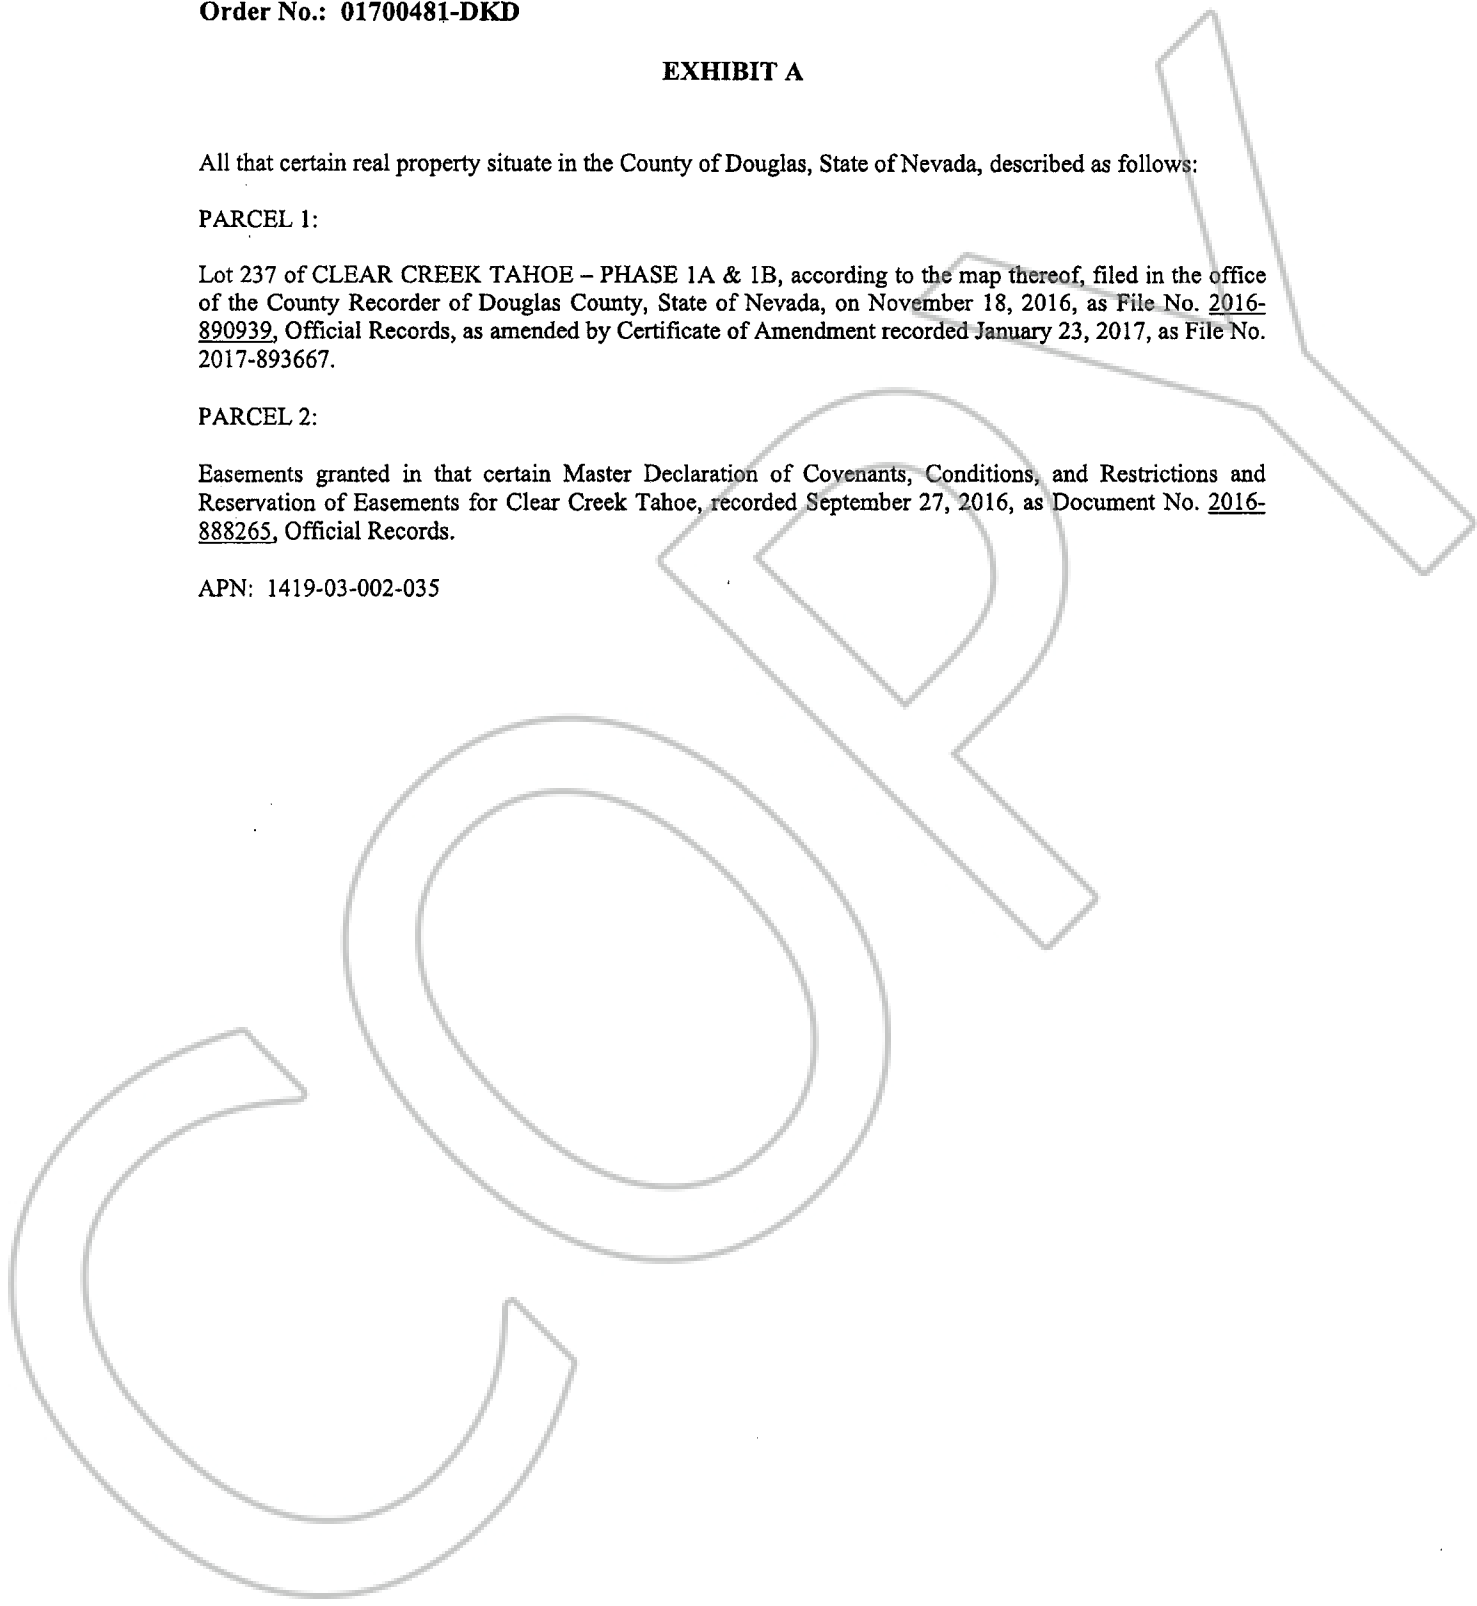 Order No.: 01700481-DKD
EXHIBIT A
All that certain real property situate in the County of Douglas, State of Nevada, described as follows:
PARCEL 1:
Lot 237 of CLEAR CREEK TAHOE – PHASE 1A & 1B, according to the map thereof, filed in the office
of the County Recorder of Douglas County, State of Nevada, on November 18, 2016, as File No. 2016-
890939, Official Records, as amended by Certificate of Amendment recorded January 23, 2017, as File No.
2017-893667.
PARCEL 2:
Easements granted in that certain Master Declaration of Covenants, Conditions, and Restrictions and
Reservation of Easements for Clear Creek Tahoe, recorded September 27, 2016, as Document No. 2016-
888265, Official Records.
APN: 1419-03-002-035
COPY